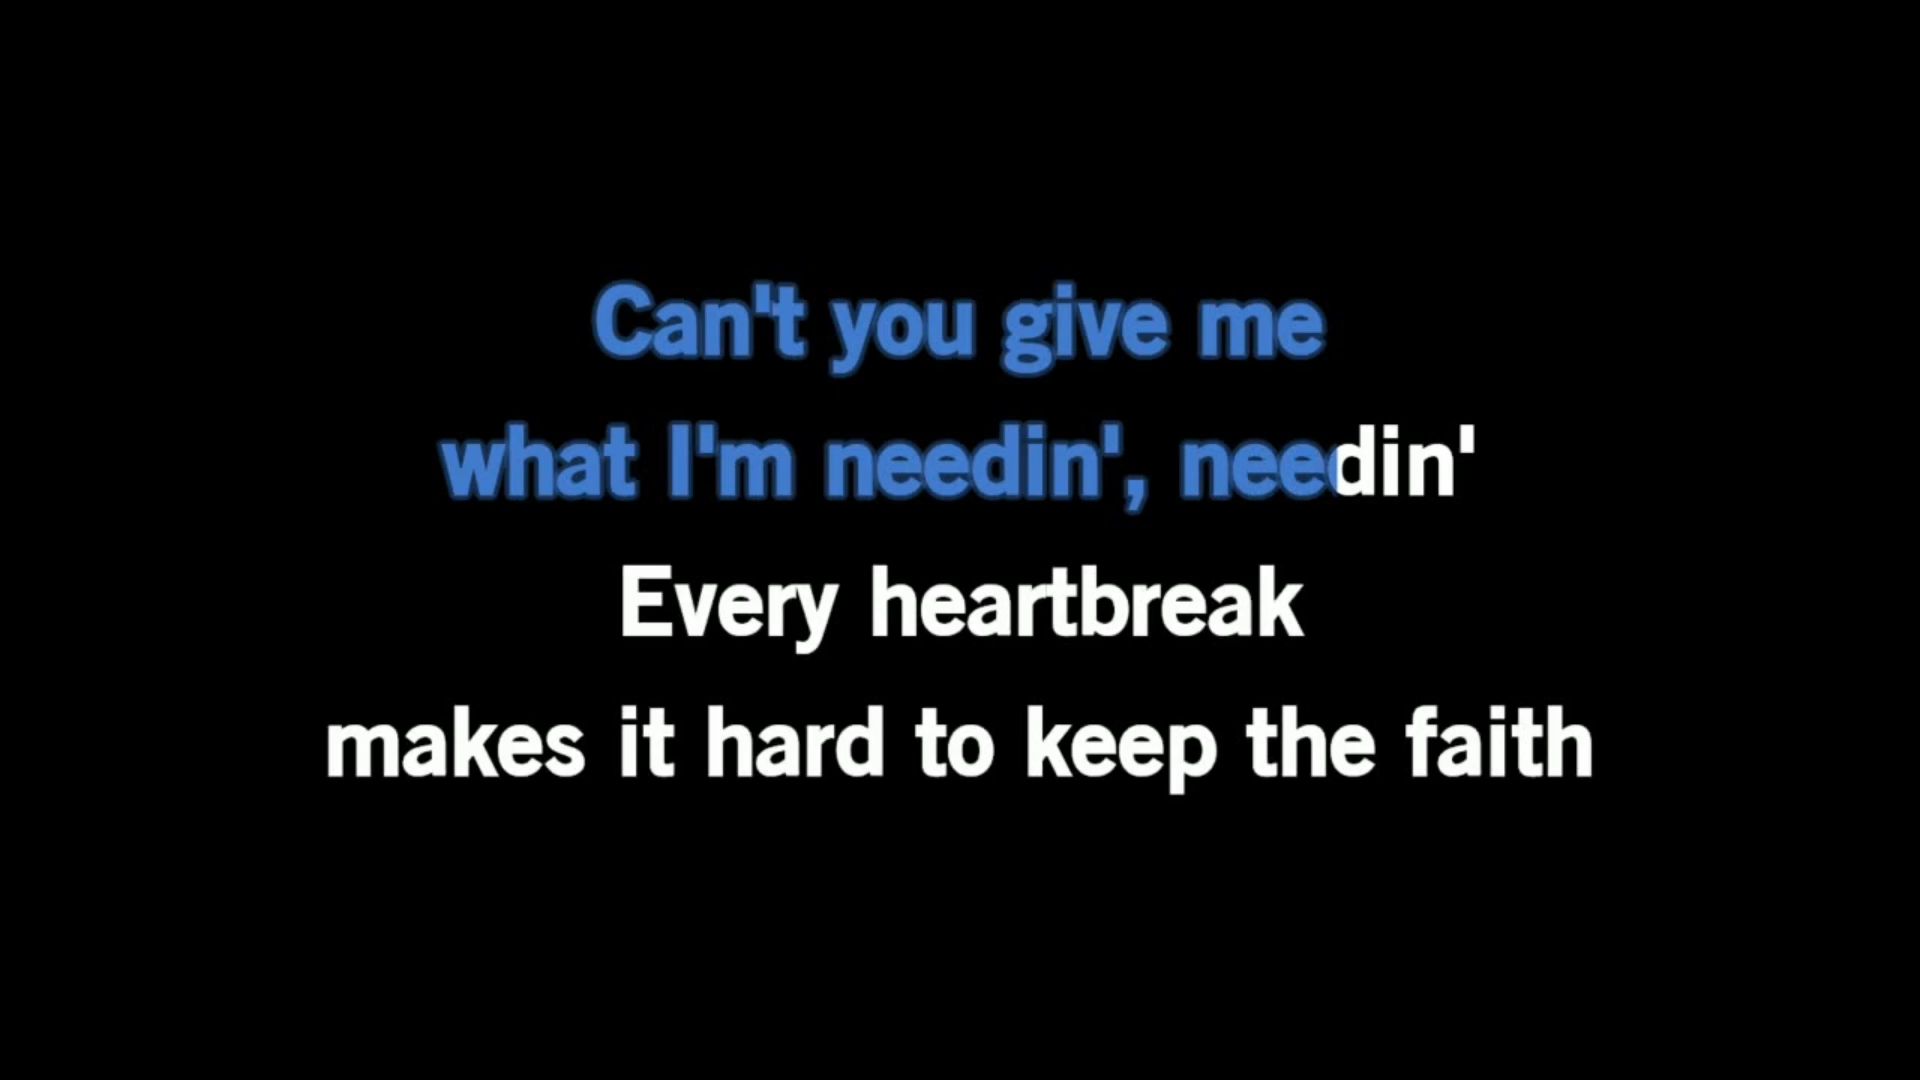 Can't you give me
what I'm needin', needin'
Every heartbreak
makes it hard to keep the faith